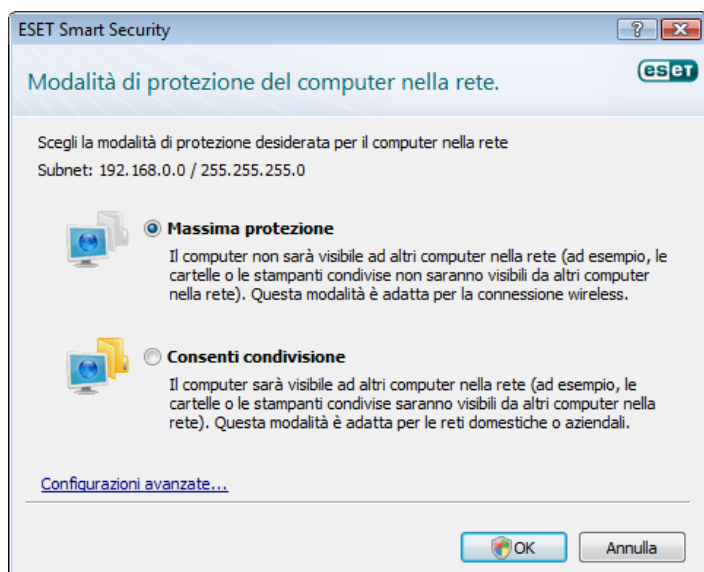 ESET Smart Security
Modalità di protezione del computer nella rete.
eset
Scegli la modalità di protezione desiderata per il computer nella rete
Subnet: 192.168.0.0 / 255.255.255.0
Massima protezione
Il computer non sarà visibile ad altri computer nella rete (ad esempio, le
cartelle o le stampanti condivise non saranno visibili da altri computer
nella rete). Questa modalità è adatta per la connessione wireless.
Consenti condivisione
Il computer sarà visibile ad altri computer nella rete (ad esempio, le
cartelle o le stampanti condivise saranno visibili da altri computer nella
rete). Questa modalità è adatta per le reti domestiche o aziendali.
Configurazioni avanzate...
OK
Annulla